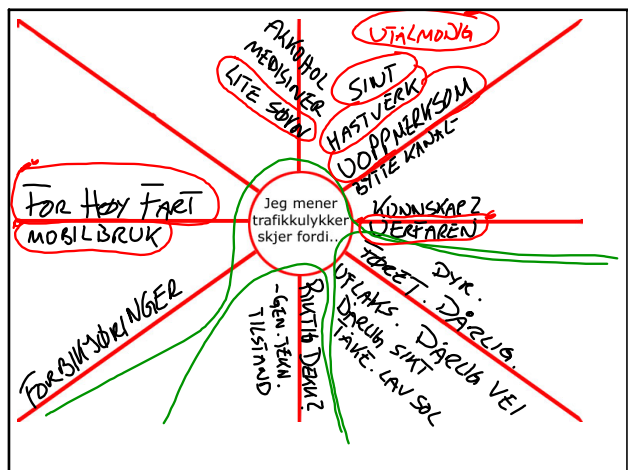 UTÅLMODIG
ALKOHOL
MEDISINER
LITE SØVN
SINT
HASTVERK
UOPPMERKSOM
BYTTE KANAL-
FOR HØY FART
MOBILBRUK
Jeg mener
trafikkulykker
skjer fordi..
KUNNSKAP?
UERFAREN
FORBIKJØRINGER
RIKTIG DEKK?
-GEN. TEKN.
TILSTAND
DYR.
FØRET. DÅRLIG.
UFLAKS. DÅRLIG VEI
DÅRLIG SIKT
TÅKE. LAV SOL